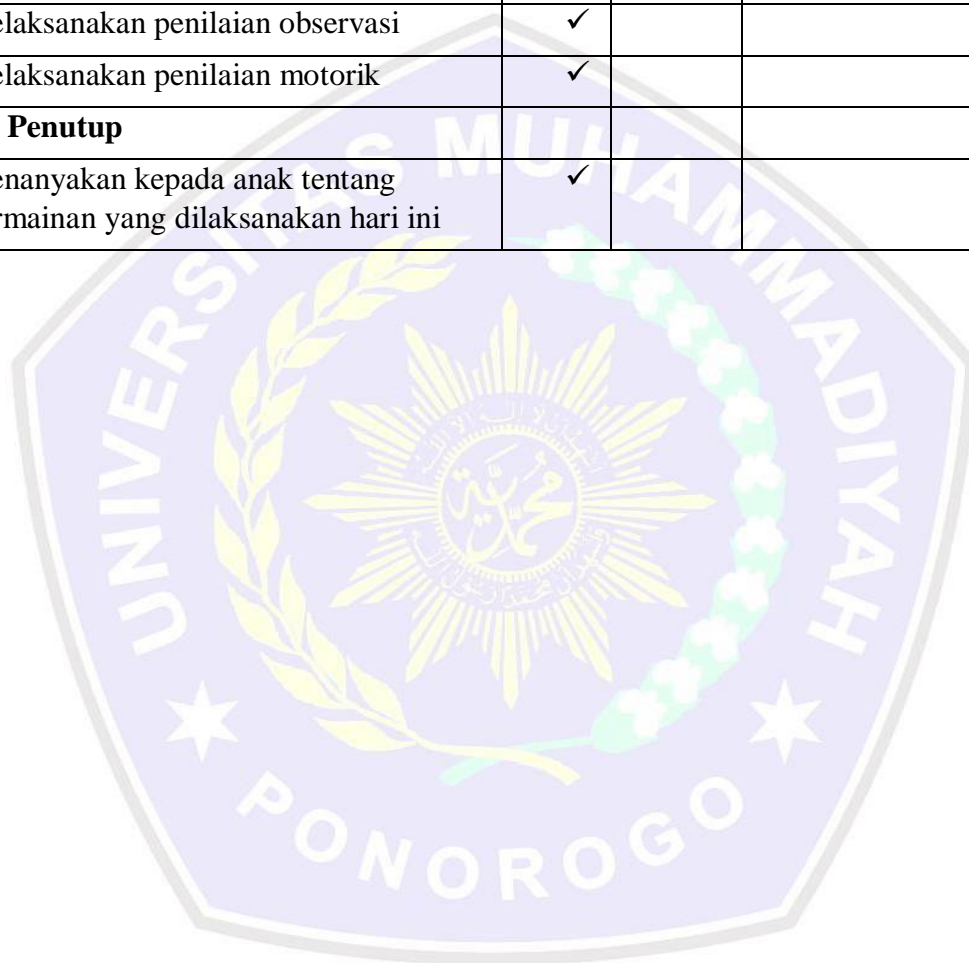 elaksanakan penilaian observasi ✓
elaksanakan penilaian motorik ✓
Penutup
enanyakan kepada anak tentang ✓
rmainan yang dilaksanakan hari ini
UNIVERSITAS MUHAMMADIYAH
محمد
PONOROGO